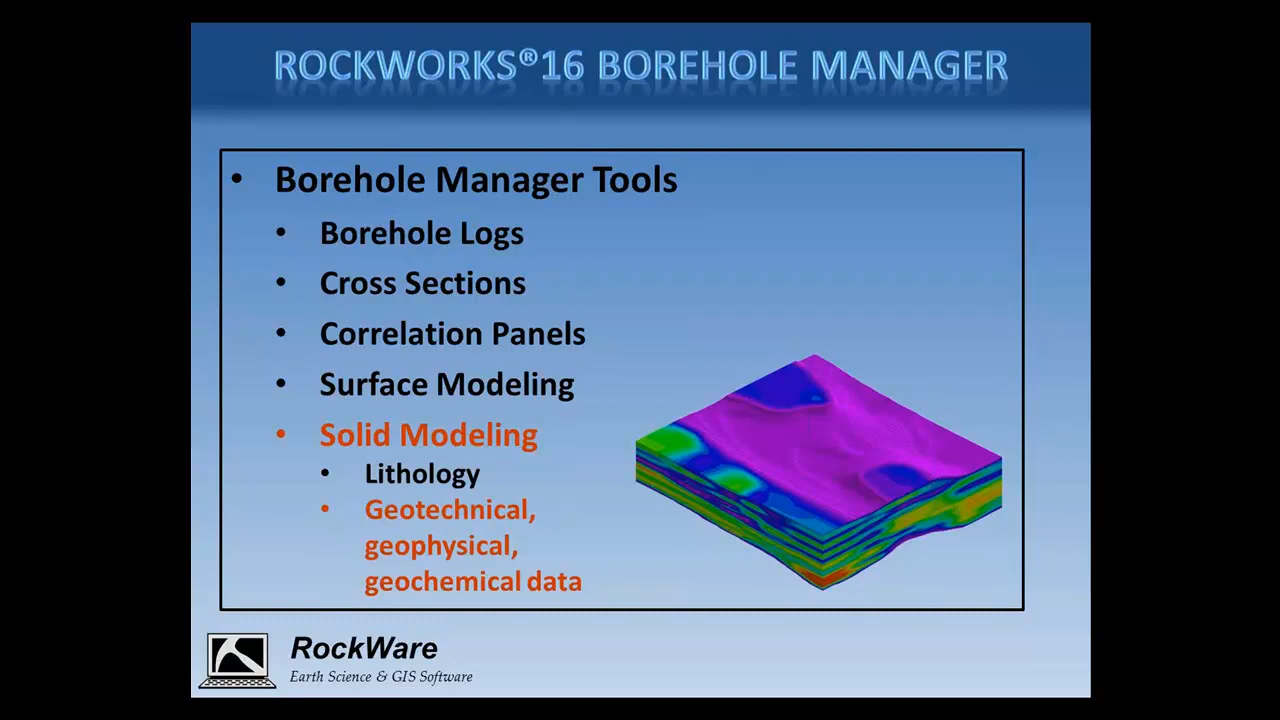 ROCKWORKS®16 BOREHOLE MANAGER
• Borehole Manager Tools
• Borehole Logs
• Cross Sections
• Correlation Panels
• Surface Modeling
• Solid Modeling
• Lithology
• Geotechnical,
geophysical,
geochemical data
RockWare
Earth Science & GIS Software